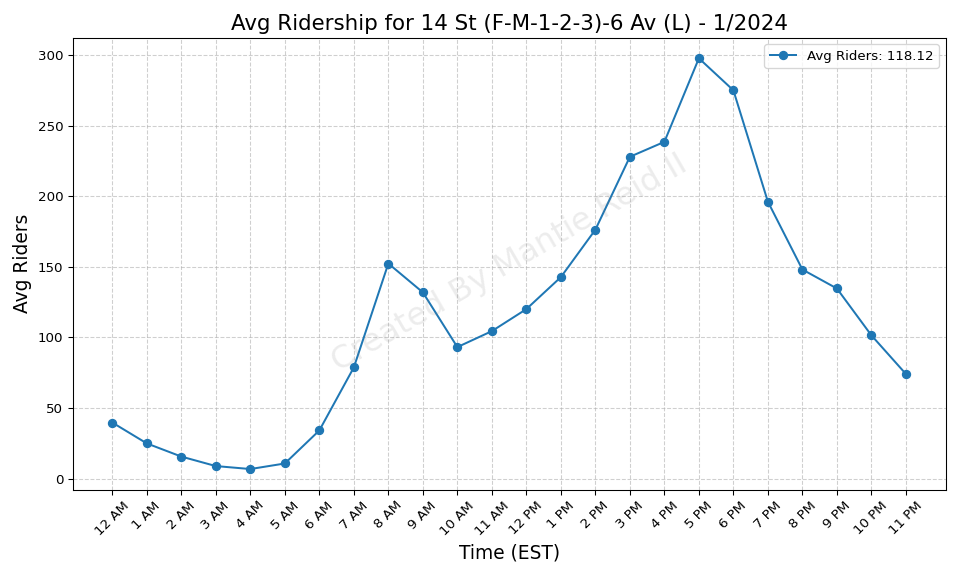 Avg Ridership for 14 St (F-M-1-2-3)-6 Av (L) - 1/2024
Avg Riders: 118.12
300
250
200
150
100
50
0
Avg Riders
Created By Mantle Reid II
12 AM
1 AM
2 AM
3 AM
4 AM
5 AM
6 AM
7 AM
8 AM
9 AM
10 AM
11 AM
12 PM
1 PM
2 PM
3 PM
4 PM
5 PM
6 PM
7 PM
8 PM
9 PM
10 PM
11 PM
Time (EST)